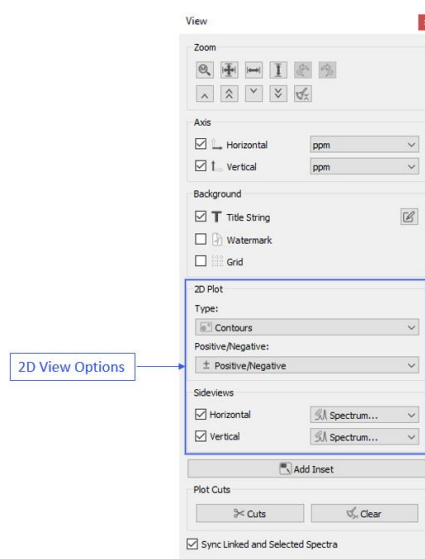 View
Zoom
Axis
Horizontal ppm
Vertical ppm
Background
Title String
Watermark
Grid
2D Plot
Type:
Contours
Positive/Negative:
± Positive/Negative
2D View Options
Sideviews
Horizontal Spectrum...
Vertical Spectrum...
Add Inset
Plot Cuts
Cuts Clear
Sync Linked and Selected Spectra